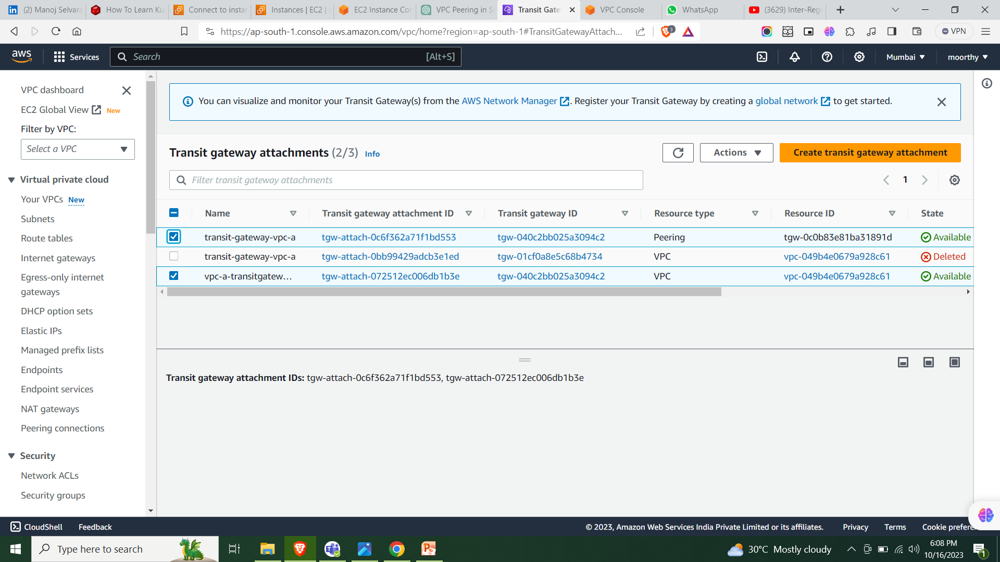 (2) Manoj Selvara
How To Learn Ku
Connect to instan
Instances | EC2 |
EC2 Instance Con
VPC Peering in S
Transit Gate
VPC Console
WhatsApp
(3629) Inter-Regi
https://ap-south-1.console.aws.amazon.com/vpc/home?region=ap-south-1#TransitGatewayAttach...
3
VPN
aws
Services
Search
[Alt+S]
Mumbai
moorthy
VPC dashboard
EC2 Global View New
Filter by VPC:
Select a VPC
Virtual private cloud
Your VPCs New
Subnets
Route tables
Internet gateways
Egress-only internet
gateways
DHCP option sets
Elastic IPs
Managed prefix lists
Endpoints
Endpoint services
NAT gateways
Peering connections
Security
Network ACLs
Security groups
You can visualize and monitor your Transit Gateway(s) from the AWS Network Manager. Register your Transit Gateway by creating a global network to get started.
Transit gateway attachments (2/3) Info
Actions
Create transit gateway attachment
Filter transit gateway attachments
1
Name Transit gateway attachment ID Transit gateway ID Resource type Resource ID State
transit-gateway-vpc-a tgw-attach-0c6f362a71f1bd553 tgw-040c2bb025a3094c2 Peering tgw-0c0b83e81ba31891d Available
transit-gateway-vpc-a tgw-attach-0bb99429adcb3e1ed tgw-01cf0a8e5c68b4734 VPC vpc-049b4e0679a928c61 Deleted
vpc-a-transitgatew... tgw-attach-072512ec006db1b3e tgw-040c2bb025a3094c2 VPC vpc-049b4e0679a928c61 Available
Transit gateway attachment IDs: tgw-attach-0c6f362a71f1bd553, tgw-attach-072512ec006db1b3e
CloudShell
Feedback
© 2023, Amazon Web Services India Private Limited or its affiliates.
Privacy
Terms
Cookie prefere
Type here to search
30°C Mostly cloudy
6:08 PM
10/16/2023
1